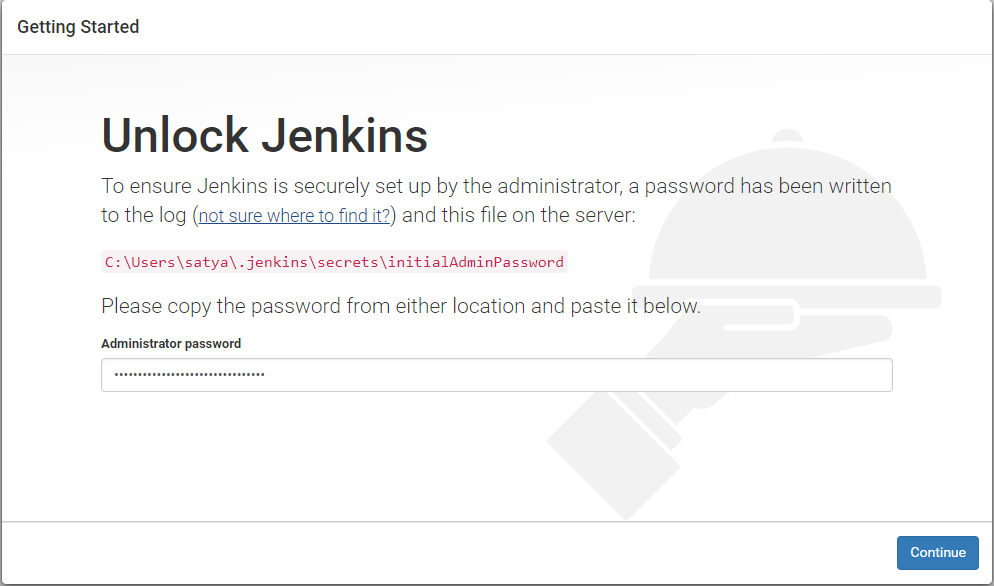 Getting Started
Unlock Jenkins
To ensure Jenkins is securely set up by the administrator, a password has been written
to the log (not sure where to find it?) and this file on the server:
C:\Users\satya\.jenkins\secrets\initialAdminPassword
Please copy the password from either location and paste it below.
Administrator password
••••••••••••••••••••••••••••••••
Continue